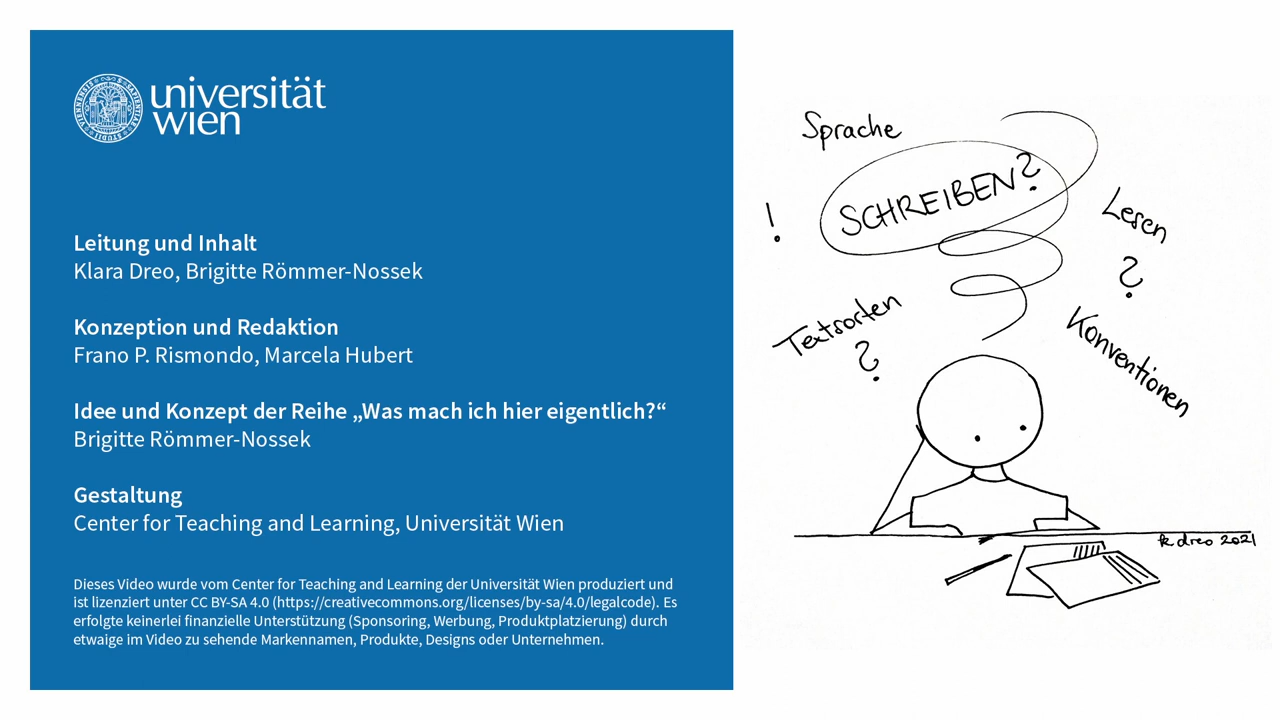 universität
wien
Leitung und Inhalt
Klara Dreo, Brigitte Römmer-Nossek
Konzeption und Redaktion
Frano P. Rismondo, Marcela Hubert
Idee und Konzept der Reihe „Was mach ich hier eigentlich?“
Brigitte Römmer-Nossek
Gestaltung
Center for Teaching and Learning, Universität Wien
Dieses Video wurde vom Center for Teaching and Learning der Universität Wien produziert und
ist lizenziert unter CC BY-SA 4.0 (https://creativecommons.org/licenses/by-sa/4.0/legalcode). Es
erfolgte keinerlei finanzielle Unterstützung (Sponsoring, Werbung, Produktplatzierung) durch
etwaige im Video zu sehende Markennamen, Produkte, Designs oder Unternehmen.
Sprache
SCHREIBEN?
!
Lesen
?
Textsorten
?
Konventionen
k dreo 2021